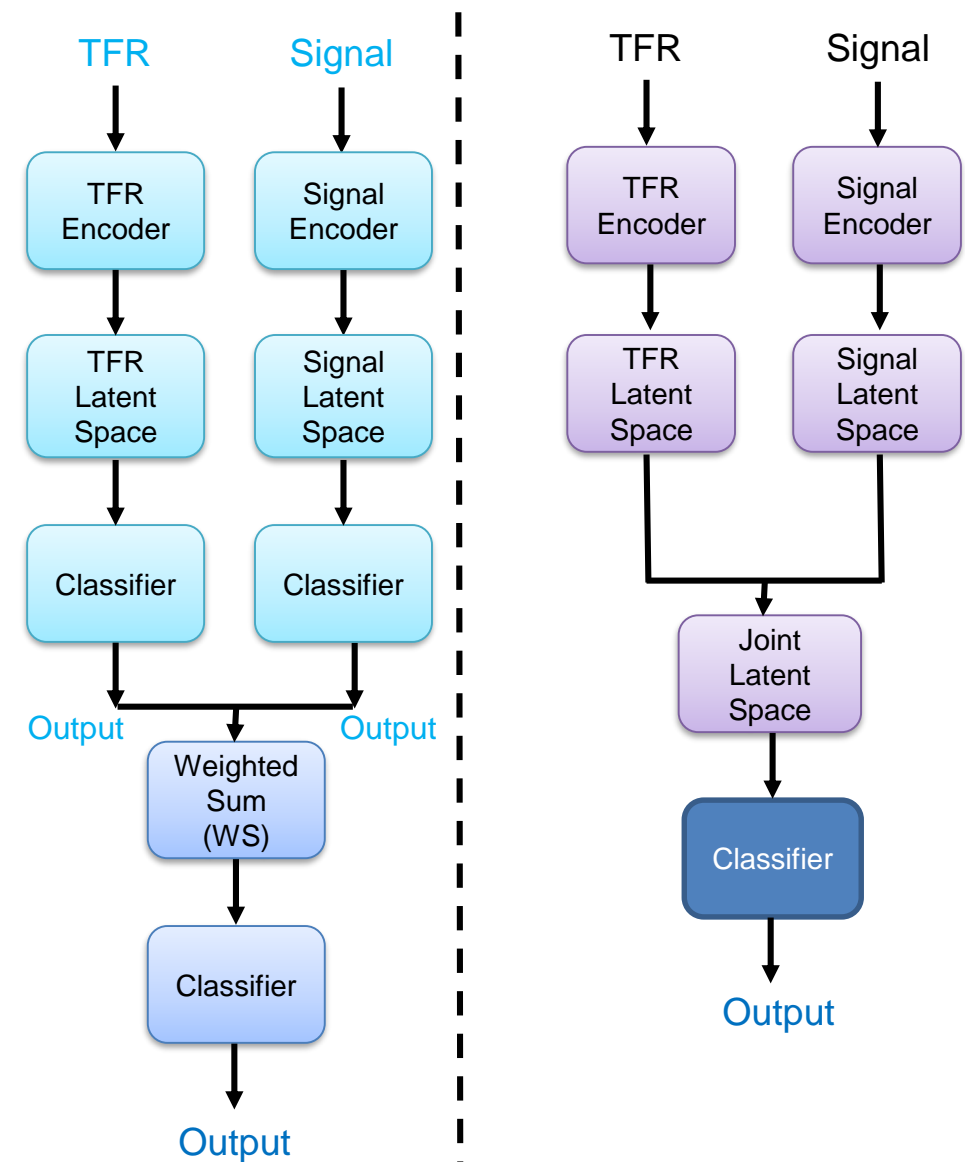 TFR
Signal
TFR
Encoder
Signal
Encoder
TFR
Latent
Space
Signal
Latent
Space
Classifier
Classifier
Output
Output
Weighted
Sum
(WS)
Classifier
Output
TFR
Signal
TFR
Encoder
Signal
Encoder
TFR
Latent
Space
Signal
Latent
Space
Joint
Latent
Space
Classifier
Output